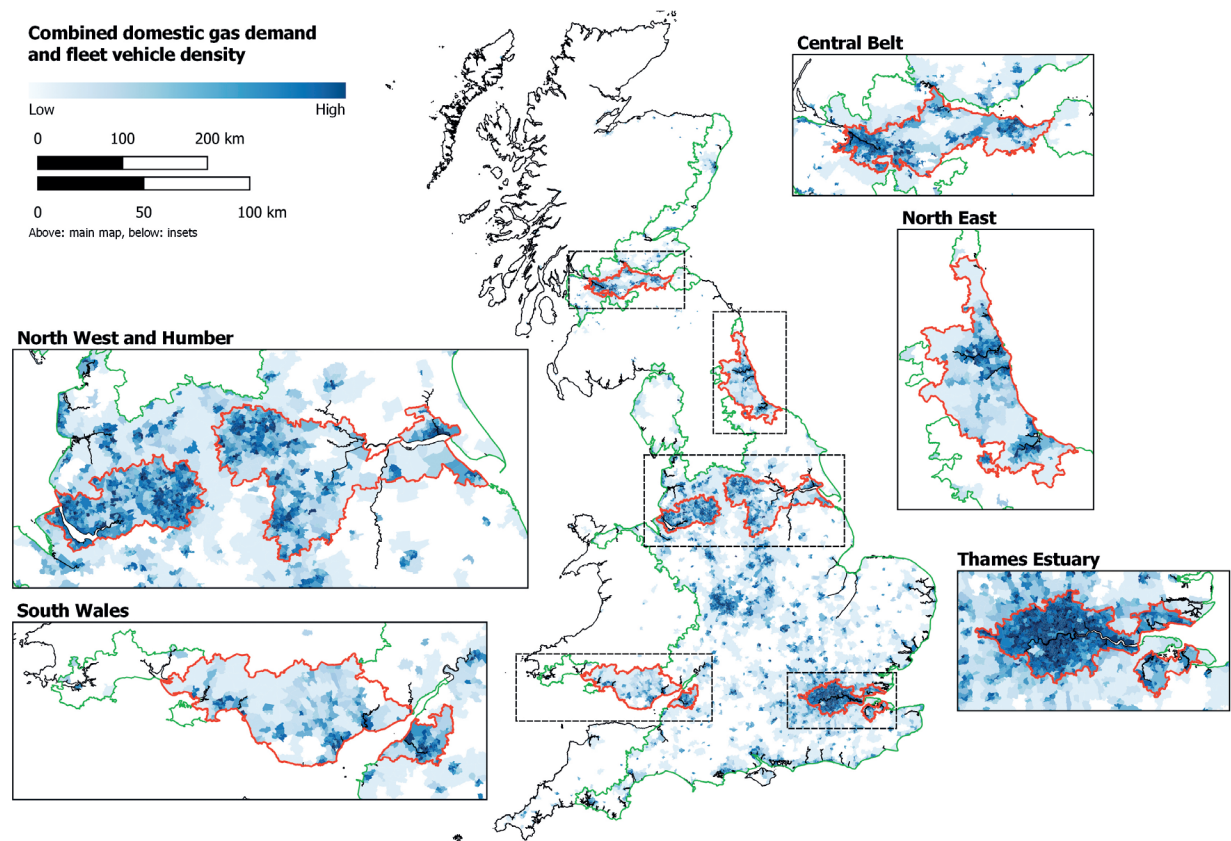 Combined domestic gas demand
and fleet vehicle density
Low High
0 100 200 km
0 50 100 km
Above: main map, below: insets
Central Belt
North East
North West and Humber
South Wales
Thames Estuary